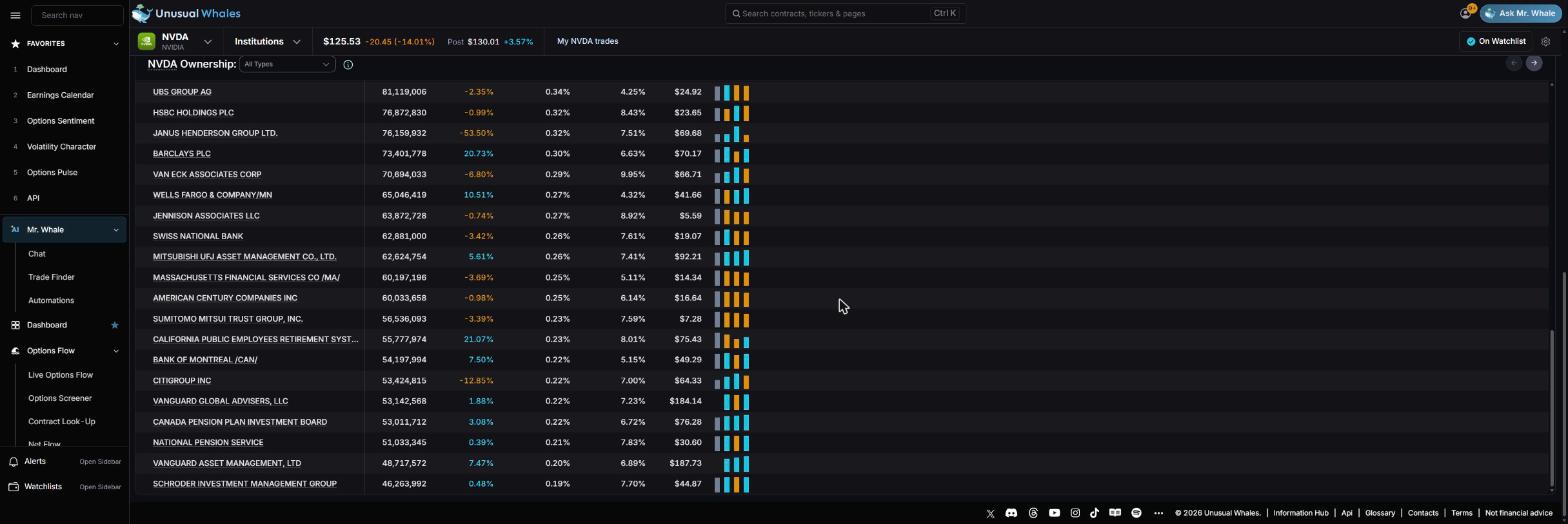 Search nav
Unusual Whales
Search contracts, tickers & pages Ctrl K
9+
Ask Mr. Whale
FAVORITES
1 Dashboard
2 Earnings Calendar
3 Options Sentiment
4 Volatility Character
5 Options Pulse
6 API
AI Mr. Whale
Chat
Trade Finder
Automations
Dashboard
Options Flow
Live Options Flow
Options Screener
Contract Look-Up
Net Flow
Alerts Open Sidebar
Watchlists Open Sidebar
NVDA
NVIDIA
Institutions
$125.53 -20.45 (-14.01%) Post $130.01 +3.57%
My NVDA trades
On Watchlist
NVDA Ownership: All Types
UBS GROUP AG 81,119,006 -2.35% 0.34% 4.25% $24.92
HSBC HOLDINGS PLC 76,872,830 -0.99% 0.32% 8.43% $23.65
JANUS HENDERSON GROUP LTD. 76,159,932 -53.50% 0.32% 7.51% $69.68
BARCLAYS PLC 73,401,778 20.73% 0.30% 6.63% $70.17
VAN ECK ASSOCIATES CORP 70,694,033 -6.80% 0.29% 9.95% $66.71
WELLS FARGO & COMPANY/MN 65,046,419 10.51% 0.27% 4.32% $41.66
JENNISON ASSOCIATES LLC 63,872,728 -0.74% 0.27% 8.92% $5.59
SWISS NATIONAL BANK 62,881,000 -3.42% 0.26% 7.61% $19.07
MITSUBISHI UFJ ASSET MANAGEMENT CO., LTD. 62,624,754 5.61% 0.26% 7.41% $92.21
MASSACHUSETTS FINANCIAL SERVICES CO /MA/ 60,197,196 -3.69% 0.25% 5.11% $14.34
AMERICAN CENTURY COMPANIES INC 60,033,658 -0.98% 0.25% 6.14% $16.64
SUMITOMO MITSUI TRUST GROUP, INC. 56,536,093 -3.39% 0.23% 7.59% $7.28
CALIFORNIA PUBLIC EMPLOYEES RETIREMENT SYST... 55,777,974 21.07% 0.23% 8.01% $75.43
BANK OF MONTREAL /CAN/ 54,197,994 7.50% 0.22% 5.15% $49.29
CITIGROUP INC 53,424,815 -12.85% 0.22% 7.00% $64.33
VANGUARD GLOBAL ADVISERS, LLC 53,142,568 1.88% 0.22% 7.23% $184.14
CANADA PENSION PLAN INVESTMENT BOARD 53,011,712 3.08% 0.22% 6.72% $76.28
NATIONAL PENSION SERVICE 51,033,345 0.39% 0.21% 7.83% $30.60
VANGUARD ASSET MANAGEMENT, LTD 48,717,572 7.47% 0.20% 6.89% $187.73
SCHRODER INVESTMENT MANAGEMENT GROUP 46,263,992 0.48% 0.19% 7.70% $44.87
© 2026 Unusual Whales. | Information Hub | Api | Glossary | Contacts | Terms | Not financial advice